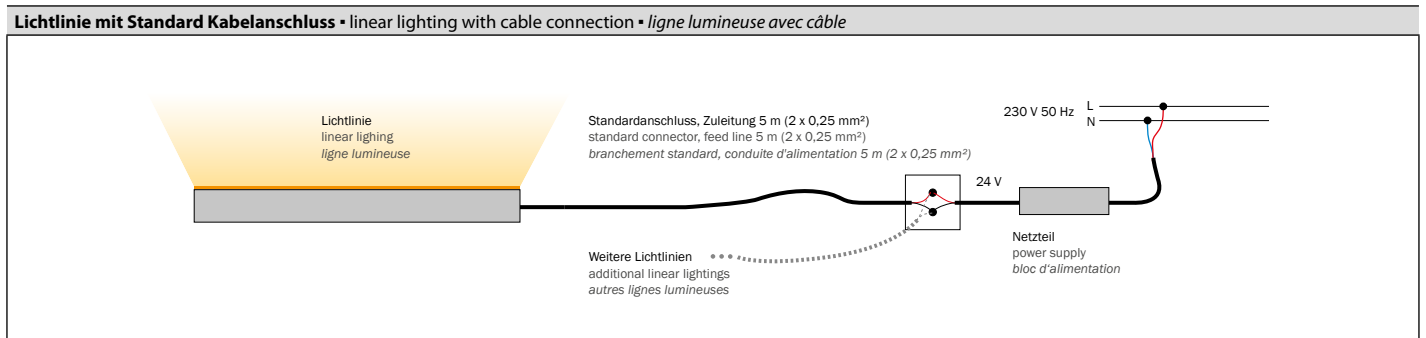 Lichtlinie mit Standard Kabelanschluss ▪ linear lighting with cable connection ▪ ligne lumineuse avec câble
Lichtlinie
linear lighing
ligne lumineuse
Standardanschluss, Zuleitung 5 m (2 x 0,25 mm²)
standard connector, feed line 5 m (2 x 0,25 mm²)
branchement standard, conduite d'alimentation 5 m (2 x 0,25 mm²)
230 V 50 Hz
L
N
24 V
Netzteil
power supply
bloc d‘alimentation
Weitere Lichtlinien
additional linear lightings
autres lignes lumineuses